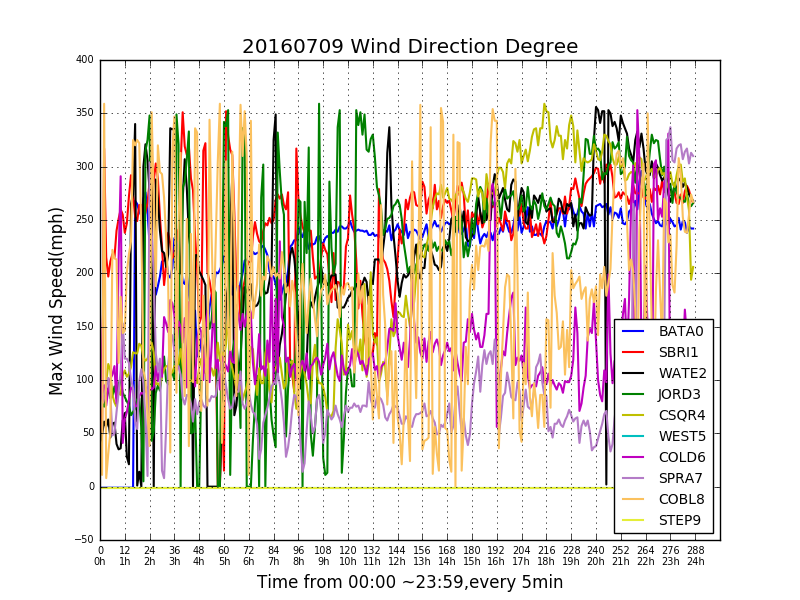 20160709 Wind Direction Degree
400
350
300
250
200
150
100
50
0
−50
Max Wind Speed(mph)
BATA0
SBRI1
WATE2
JORD3
CSQR4
WEST5
COLD6
SPRA7
COBL8
STEP9
0 12 24 36 48 60 72 84 96 108 120 132 144 156 168 180 192 204 216 228 240 252 264 276 288
0h 1h 2h 3h 4h 5h 6h 7h 8h 9h 10h 11h 12h 13h 14h 15h 16h 17h 18h 19h 20h 21h 22h 23h 24h
Time from 00:00 ~23:59,every 5min